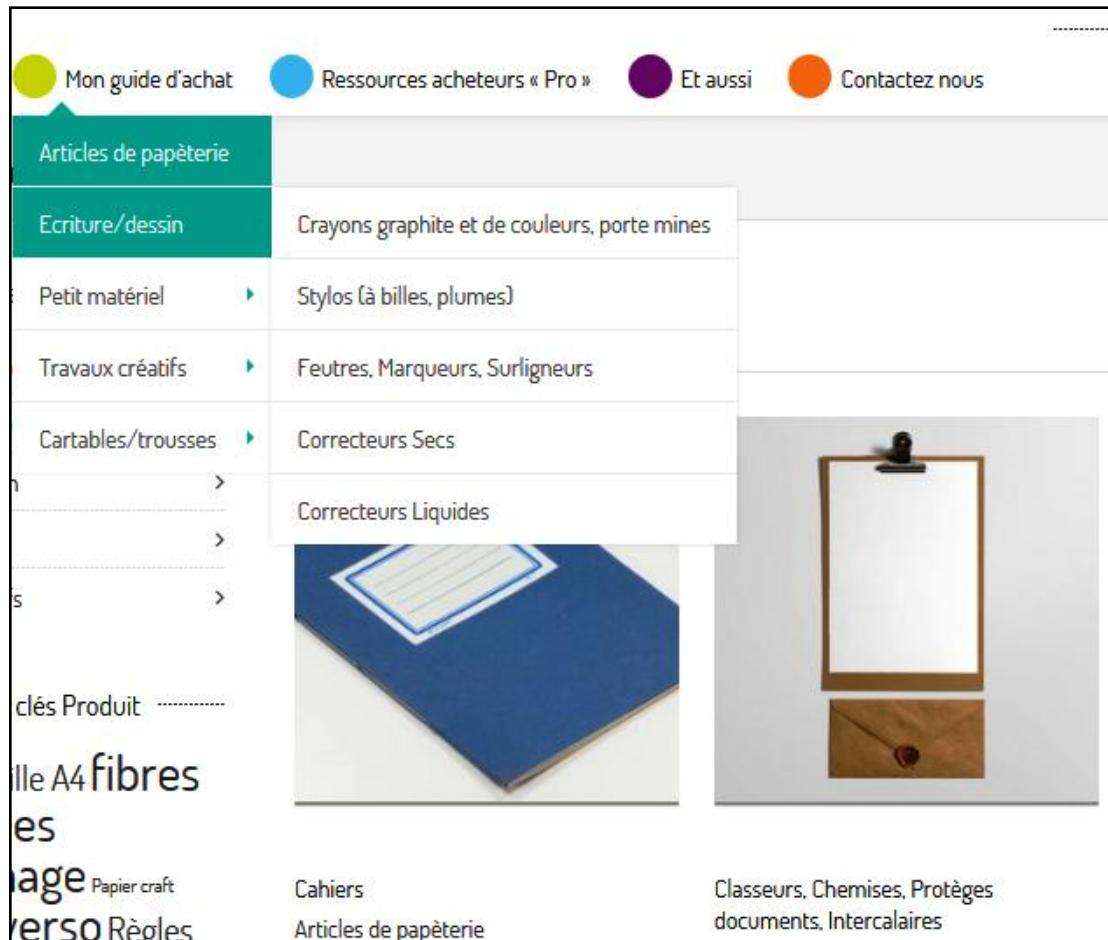 Mon guide d'achat
Ressources acheteurs « Pro »
Et aussi
Contactez nous
Articles de papèterie
Ecriture/dessin
Petit matériel
Travaux créatifs
Cartables/trousses
Crayons graphite et de couleurs, porte mines
Stylos (à billes, plumes)
Feutres, Marqueurs, Surligneurs
Correcteurs Secs
Correcteurs Liquides
clés Produit
A4 fibres
Papier craft
Règles
Cahiers
Articles de papèterie
Classeurs, Chemises, Protèges
documents, Intercalaires